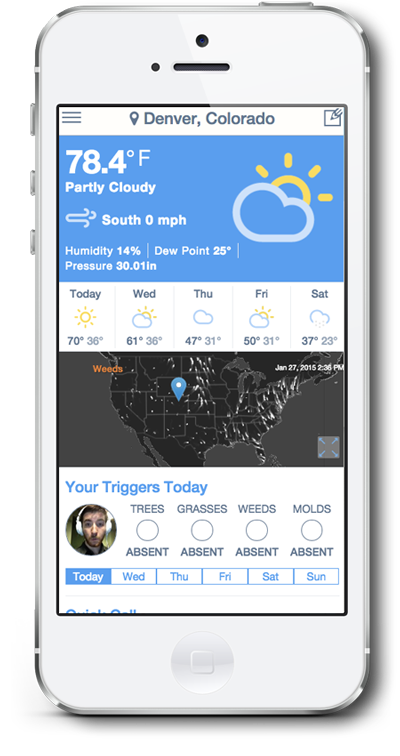 Denver, Colorado
78.4° F
Partly Cloudy
South 0 mph
Humidity 14% | Dew Point 25° |
Pressure 30.01in
Today Wed Thu Fri Sat
70° 36° 61° 36° 47° 31° 50° 31° 37° 23°
Weeds
Jan 27, 2015 2:36 PM
Your Triggers Today
TREES GRASSES WEEDS MOLDS
ABSENT ABSENT ABSENT ABSENT
Today Wed Thu Fri Sat Sun